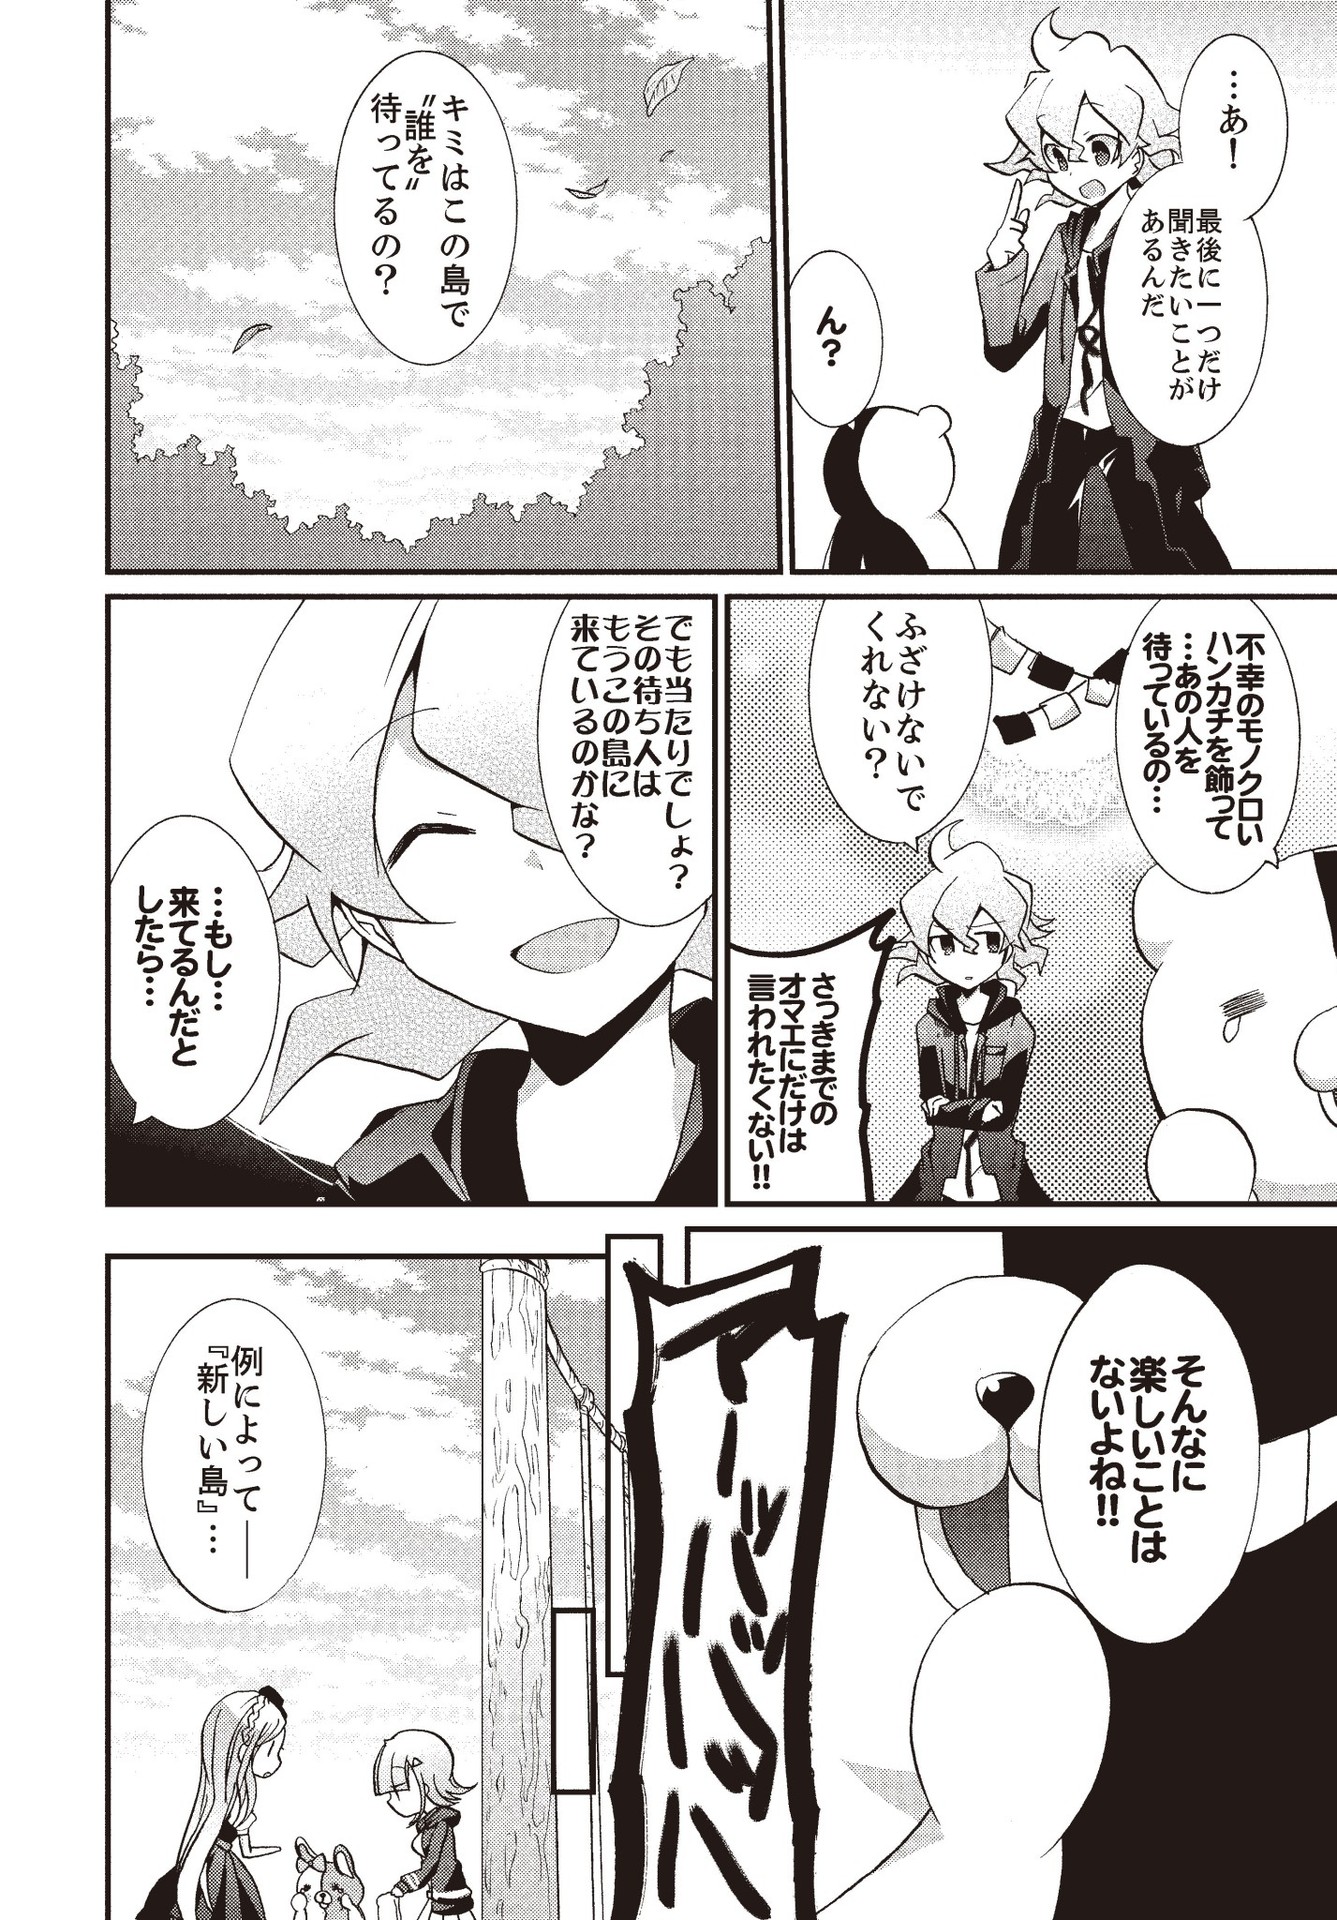 …あ！
最後に一つだけ
聞きたいことが
あるんだ
ん？
キミはこの島で
“誰を”
待ってるの？
不幸のモノクロい
ハンカチを飾って
…あの人を
待っているの…
ふざけないで
くれない？
さっきまでの
オマエにだけは
言われたくない!!
でも当たりでしょ？
その待ち人は
もうこの島に
来ているのかな？
…もし…
来てるんだと
したら…
そんなに
楽しいことは
ないよね!!
例によって――
『新しい島』…